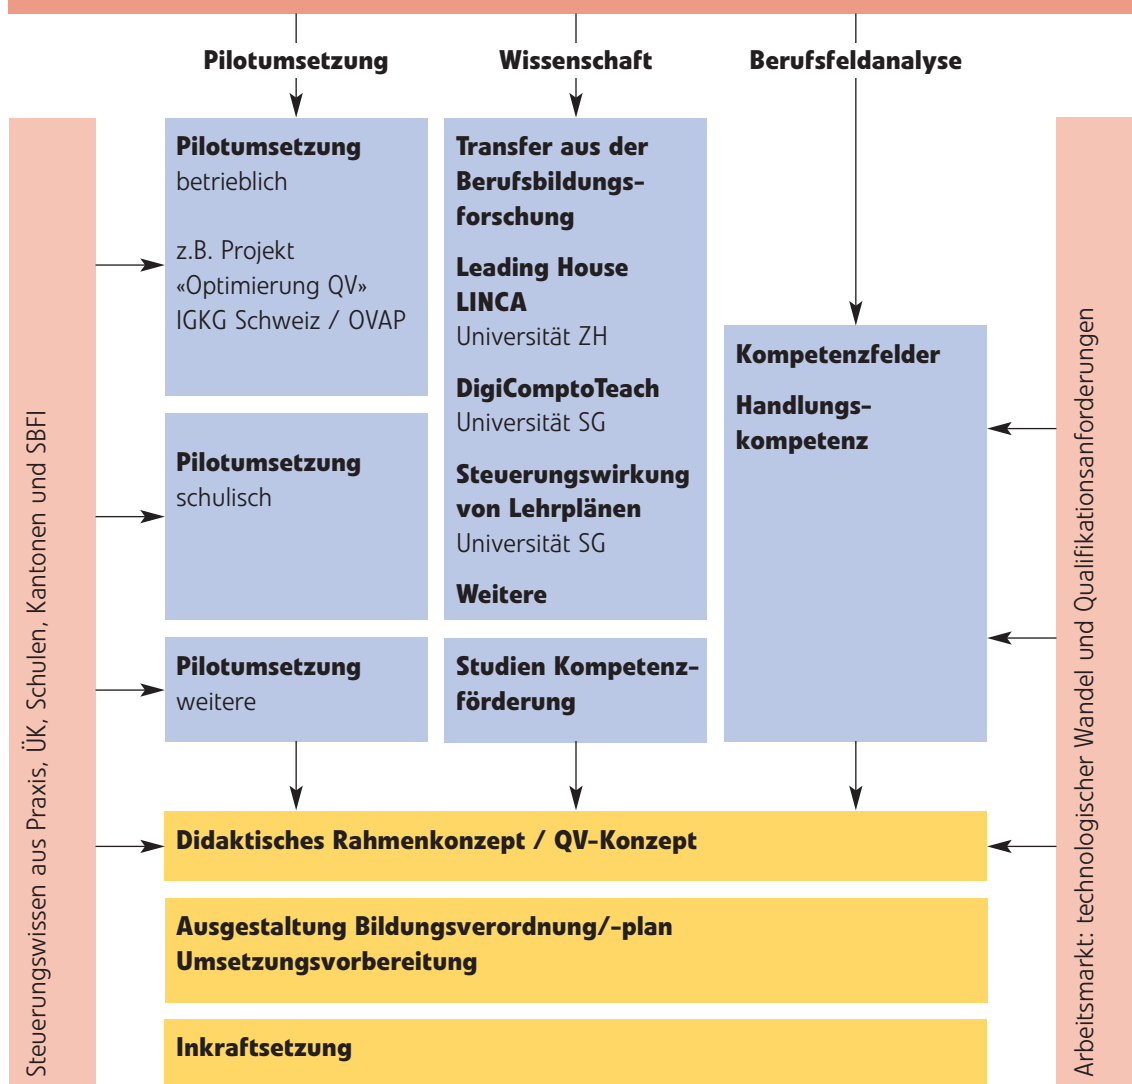 Pilotumsetzung
Wissenschaft
Berufsfeldanalyse
Steuerungswissen aus Praxis, ÜK, Schulen, Kantonen und SBFI
Pilotumsetzung
betrieblich
z.B. Projekt
«Optimierung QV»
IGKG Schweiz / OVAP
Pilotumsetzung
schulisch
Pilotumsetzung
weitere
Transfer aus der
Berufsbildungs-
forschung
Leading House
LINCA
Universität ZH
DigiComptoTeach
Universität SG
Steuerungswirkung
von Lehrplänen
Universität SG
Weitere
Studien Kompetenz-
förderung
Kompetenzfelder
Handlungs-
kompetenz
Arbeitsmarkt: technologischer Wandel und Qualifikationsanforderungen
Didaktisches Rahmenkonzept / QV-Konzept
Ausgestaltung Bildungsverordnung/-plan
Umsetzungsvorbereitung
Inkraftsetzung